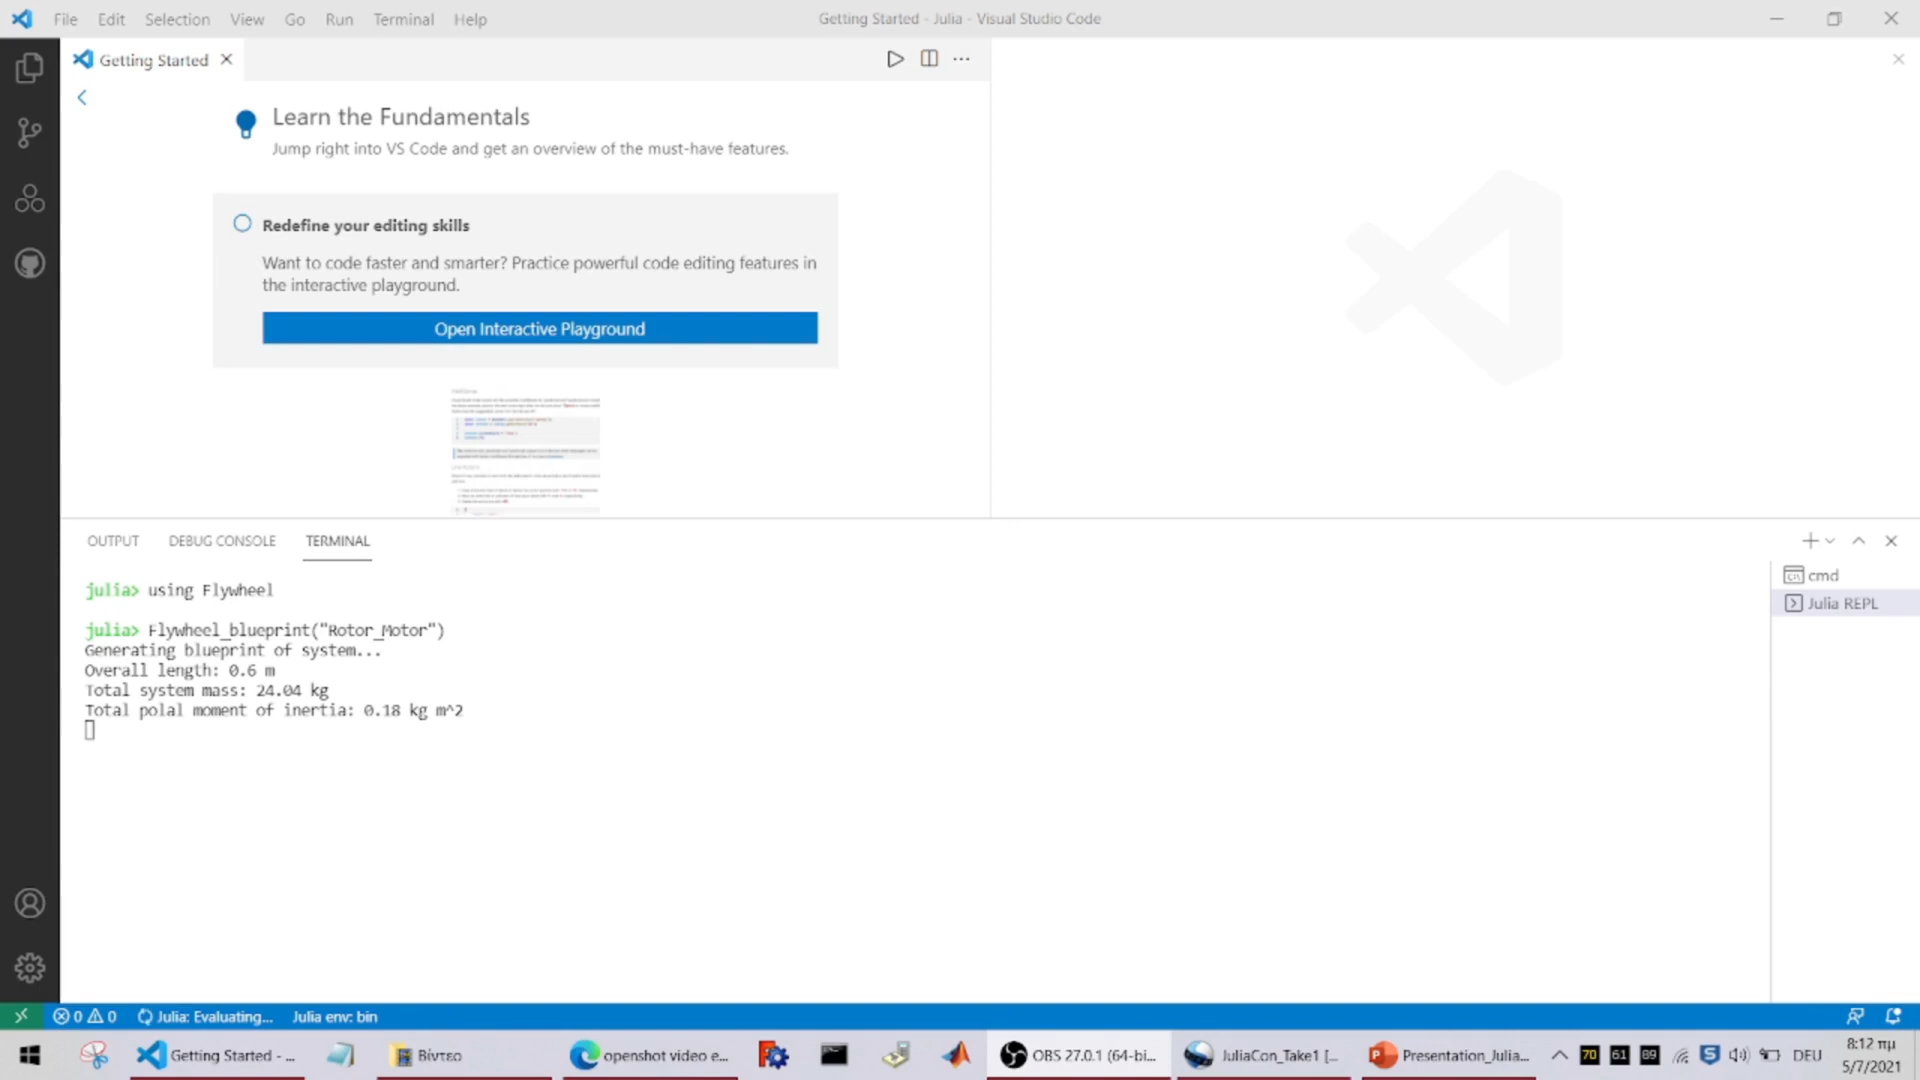 File Edit Selection View Go Run Terminal Help
Getting Started - Julia - Visual Studio Code
Getting Started
Learn the Fundamentals
Jump right into VS Code and get an overview of the must-have features.
Redefine your editing skills
Want to code faster and smarter? Practice powerful code editing features in
the interactive playground.
Open Interactive Playground
OUTPUT DEBUG CONSOLE TERMINAL
cmd
Julia REPL
julia> using Flywheel
julia> Flywheel_blueprint("Rotor_Motor")
Generating blueprint of system...
Overall length: 0.6 m
Total system mass: 24.04 kg
Total polal moment of inertia: 0.18 kg m^2
0 0 Julia: Evaluating... Julia env: bin
Getting Started - ... Βίντεο openshot video e... OBS 27.0.1 (64-bi... JuliaCon_Take1 [... Presentation_Julia... 70 61 89 DEU 8:12 πμ
5/7/2021